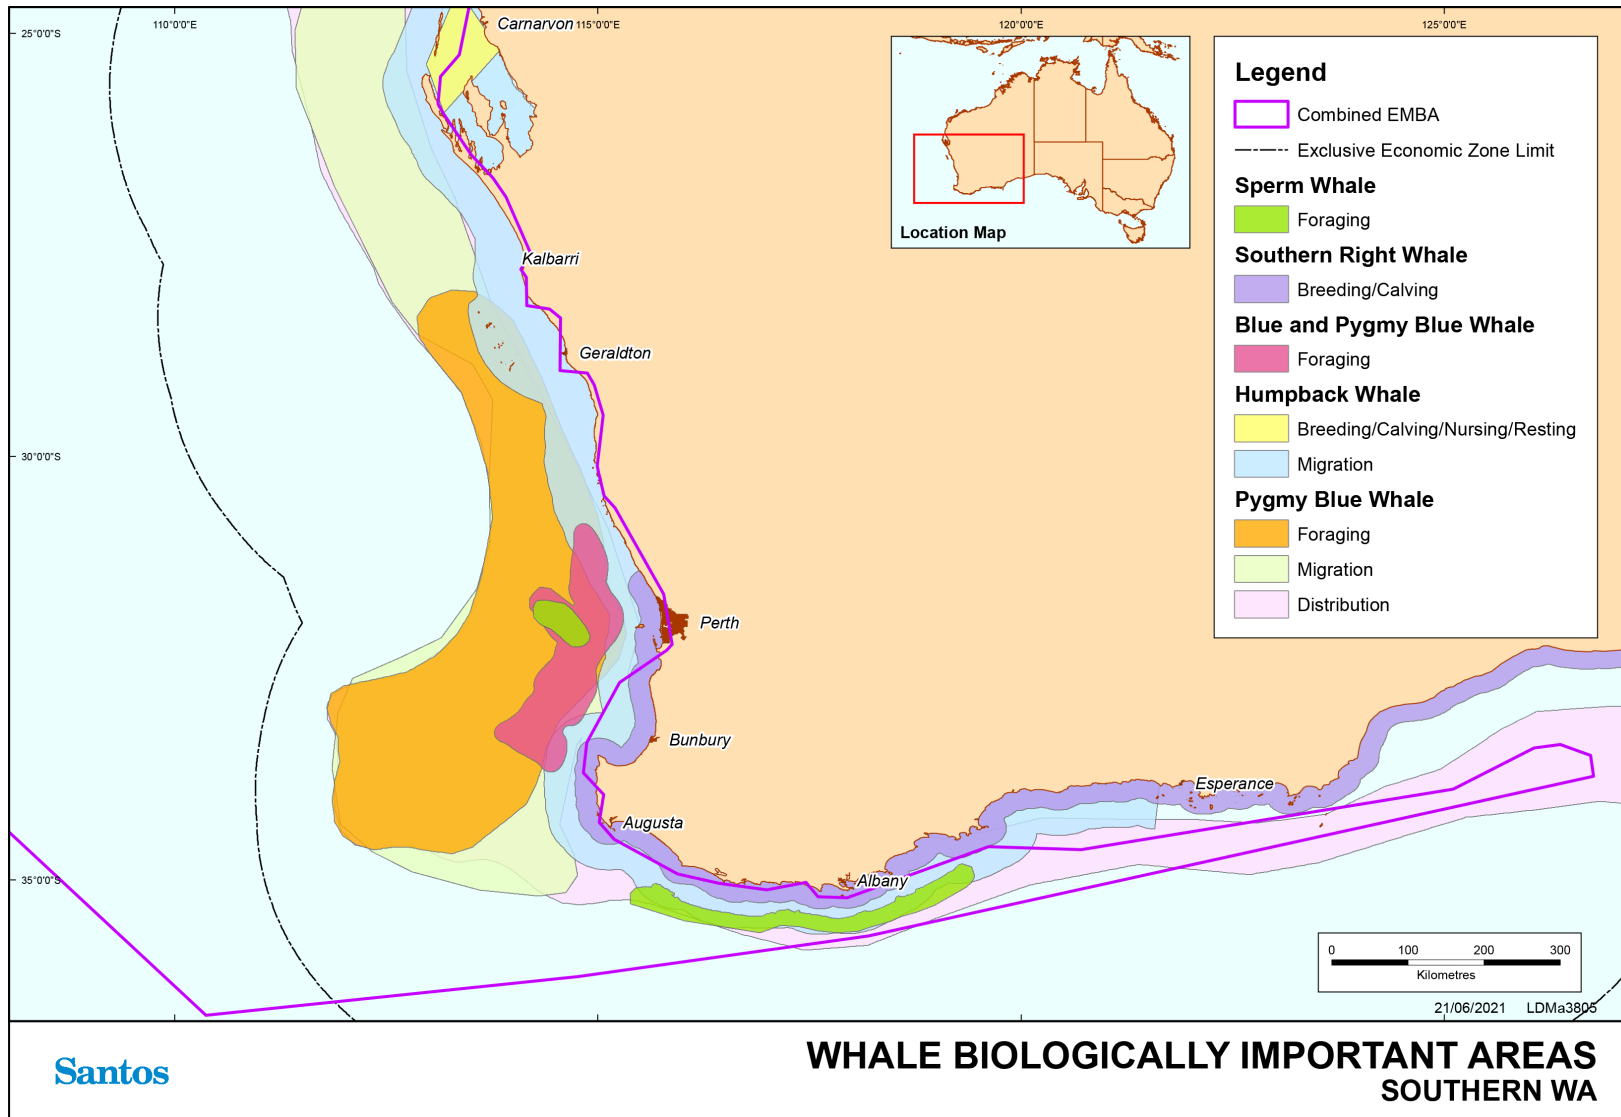 110°0'0"E
115°0'0"E
120°0'0"E
125°0'0"E
25°0'0"S
30°0'0"S
35°0'0"S
Carnarvon
Kalbarri
Geraldton
Perth
Bunbury
Augusta
Albany
Esperance
Location Map
Legend
Combined EMBA
Exclusive Economic Zone Limit
Sperm Whale
Foraging
Southern Right Whale
Breeding/Calving
Blue and Pygmy Blue Whale
Foraging
Humpback Whale
Breeding/Calving/Nursing/Resting
Migration
Pygmy Blue Whale
Foraging
Migration
Distribution
0 100 200 300
Kilometres
21/06/2021 LDMa3805
Santos
WHALE BIOLOGICALLY IMPORTANT AREAS
SOUTHERN WA